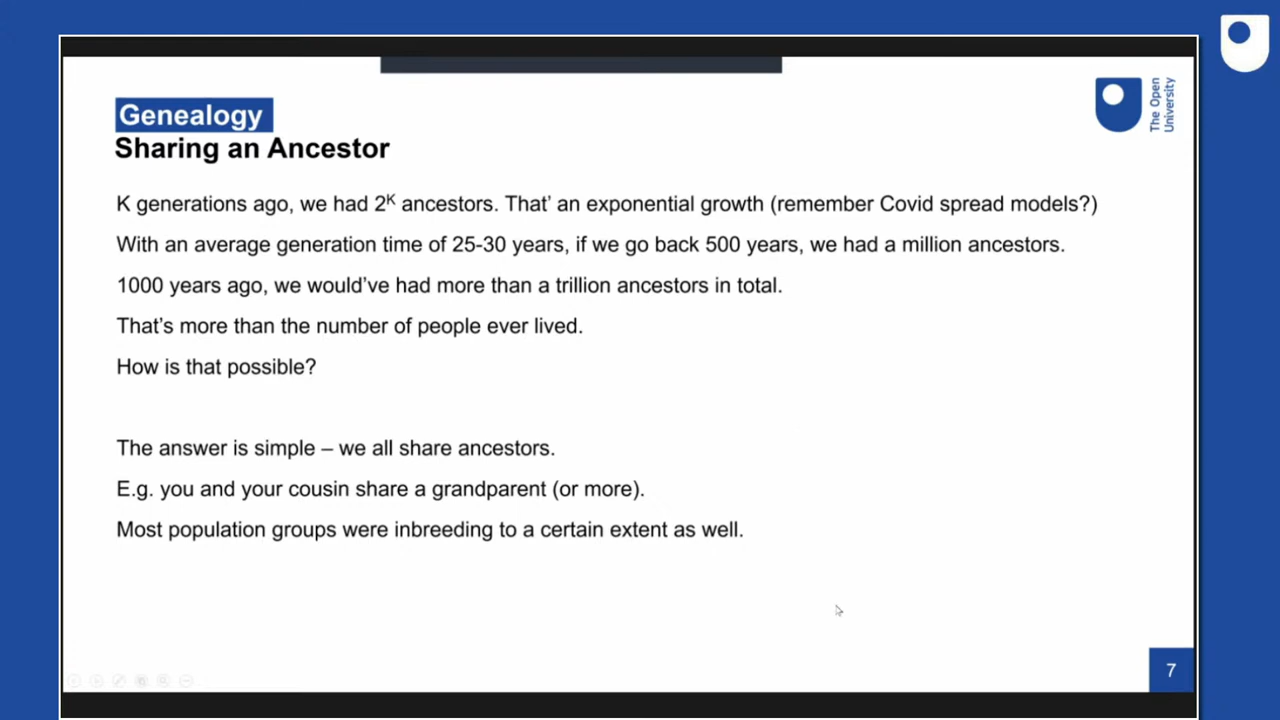 Genealogy
Sharing an Ancestor
The Open
University
K generations ago, we had 2ᴷ ancestors. That' an exponential growth (remember Covid spread models?)
With an average generation time of 25-30 years, if we go back 500 years, we had a million ancestors.
1000 years ago, we would've had more than a trillion ancestors in total.
That's more than the number of people ever lived.
How is that possible?
The answer is simple – we all share ancestors.
E.g. you and your cousin share a grandparent (or more).
Most population groups were inbreeding to a certain extent as well.
7